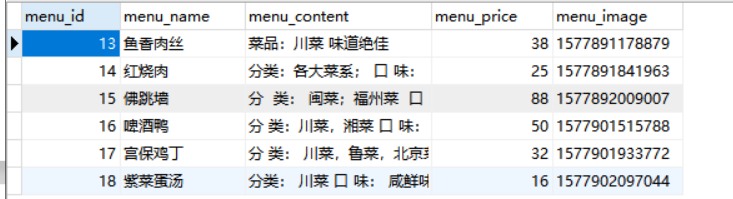 menu_id menu_name menu_content menu_price menu_image
13 鱼香肉丝 菜品：川菜 味道绝佳 38 1577891178879
14 红烧肉 分类：各大菜系； 口 味： 25 1577891841963
15 佛跳墙 分 类： 闽菜；福州菜 口 88 1577892009007
16 啤酒鸭 分 类：川菜，湘菜 口 味： 50 1577901515788
17 宫保鸡丁 分 类： 川菜，鲁菜，北京 32 1577901933772
18 紫菜蛋汤 分类： 川菜 口 味： 咸鲜味 16 1577902097044